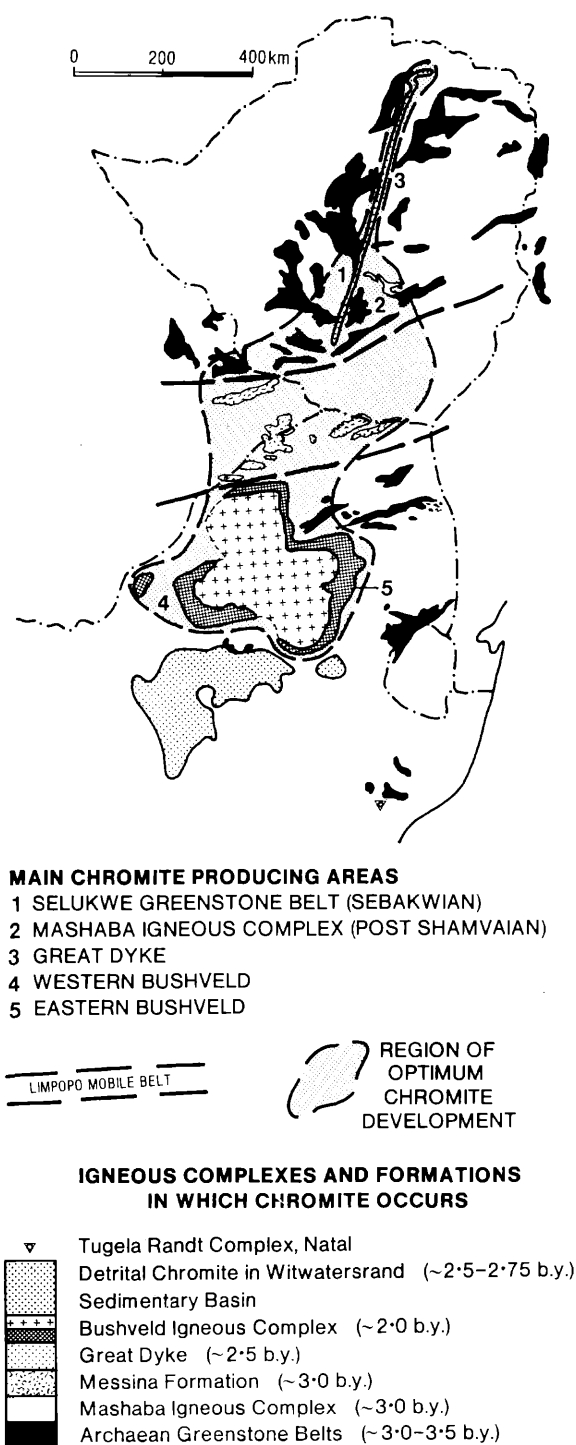 0 200 400km
3
1
2
5
4
MAIN CHROMITE PRODUCING AREAS
1 SELUKWE GREENSTONE BELT (SEBAKWIAN)
2 MASHABA IGNEOUS COMPLEX (POST SHAMVAIAN)
3 GREAT DYKE
4 WESTERN BUSHVELD
5 EASTERN BUSHVELD
LIMPOPO MOBILE BELT
REGION OF
OPTIMUM
CHROMITE
DEVELOPMENT
IGNEOUS COMPLEXES AND FORMATIONS
IN WHICH CHROMITE OCCURS
Tugela Randt Complex, Natal
Detrital Chromite in Witwatersrand (~2·5-2·75 b.y.)
Sedimentary Basin
Bushveld Igneous Complex (~2·0 b.y.)
Great Dyke (~2·5 b.y.)
Messina Formation (~3·0 b.y.)
Mashaba Igneous Complex (~3·0 b.y.)
Archaean Greenstone Belts (~3·0-3·5 b.y.)